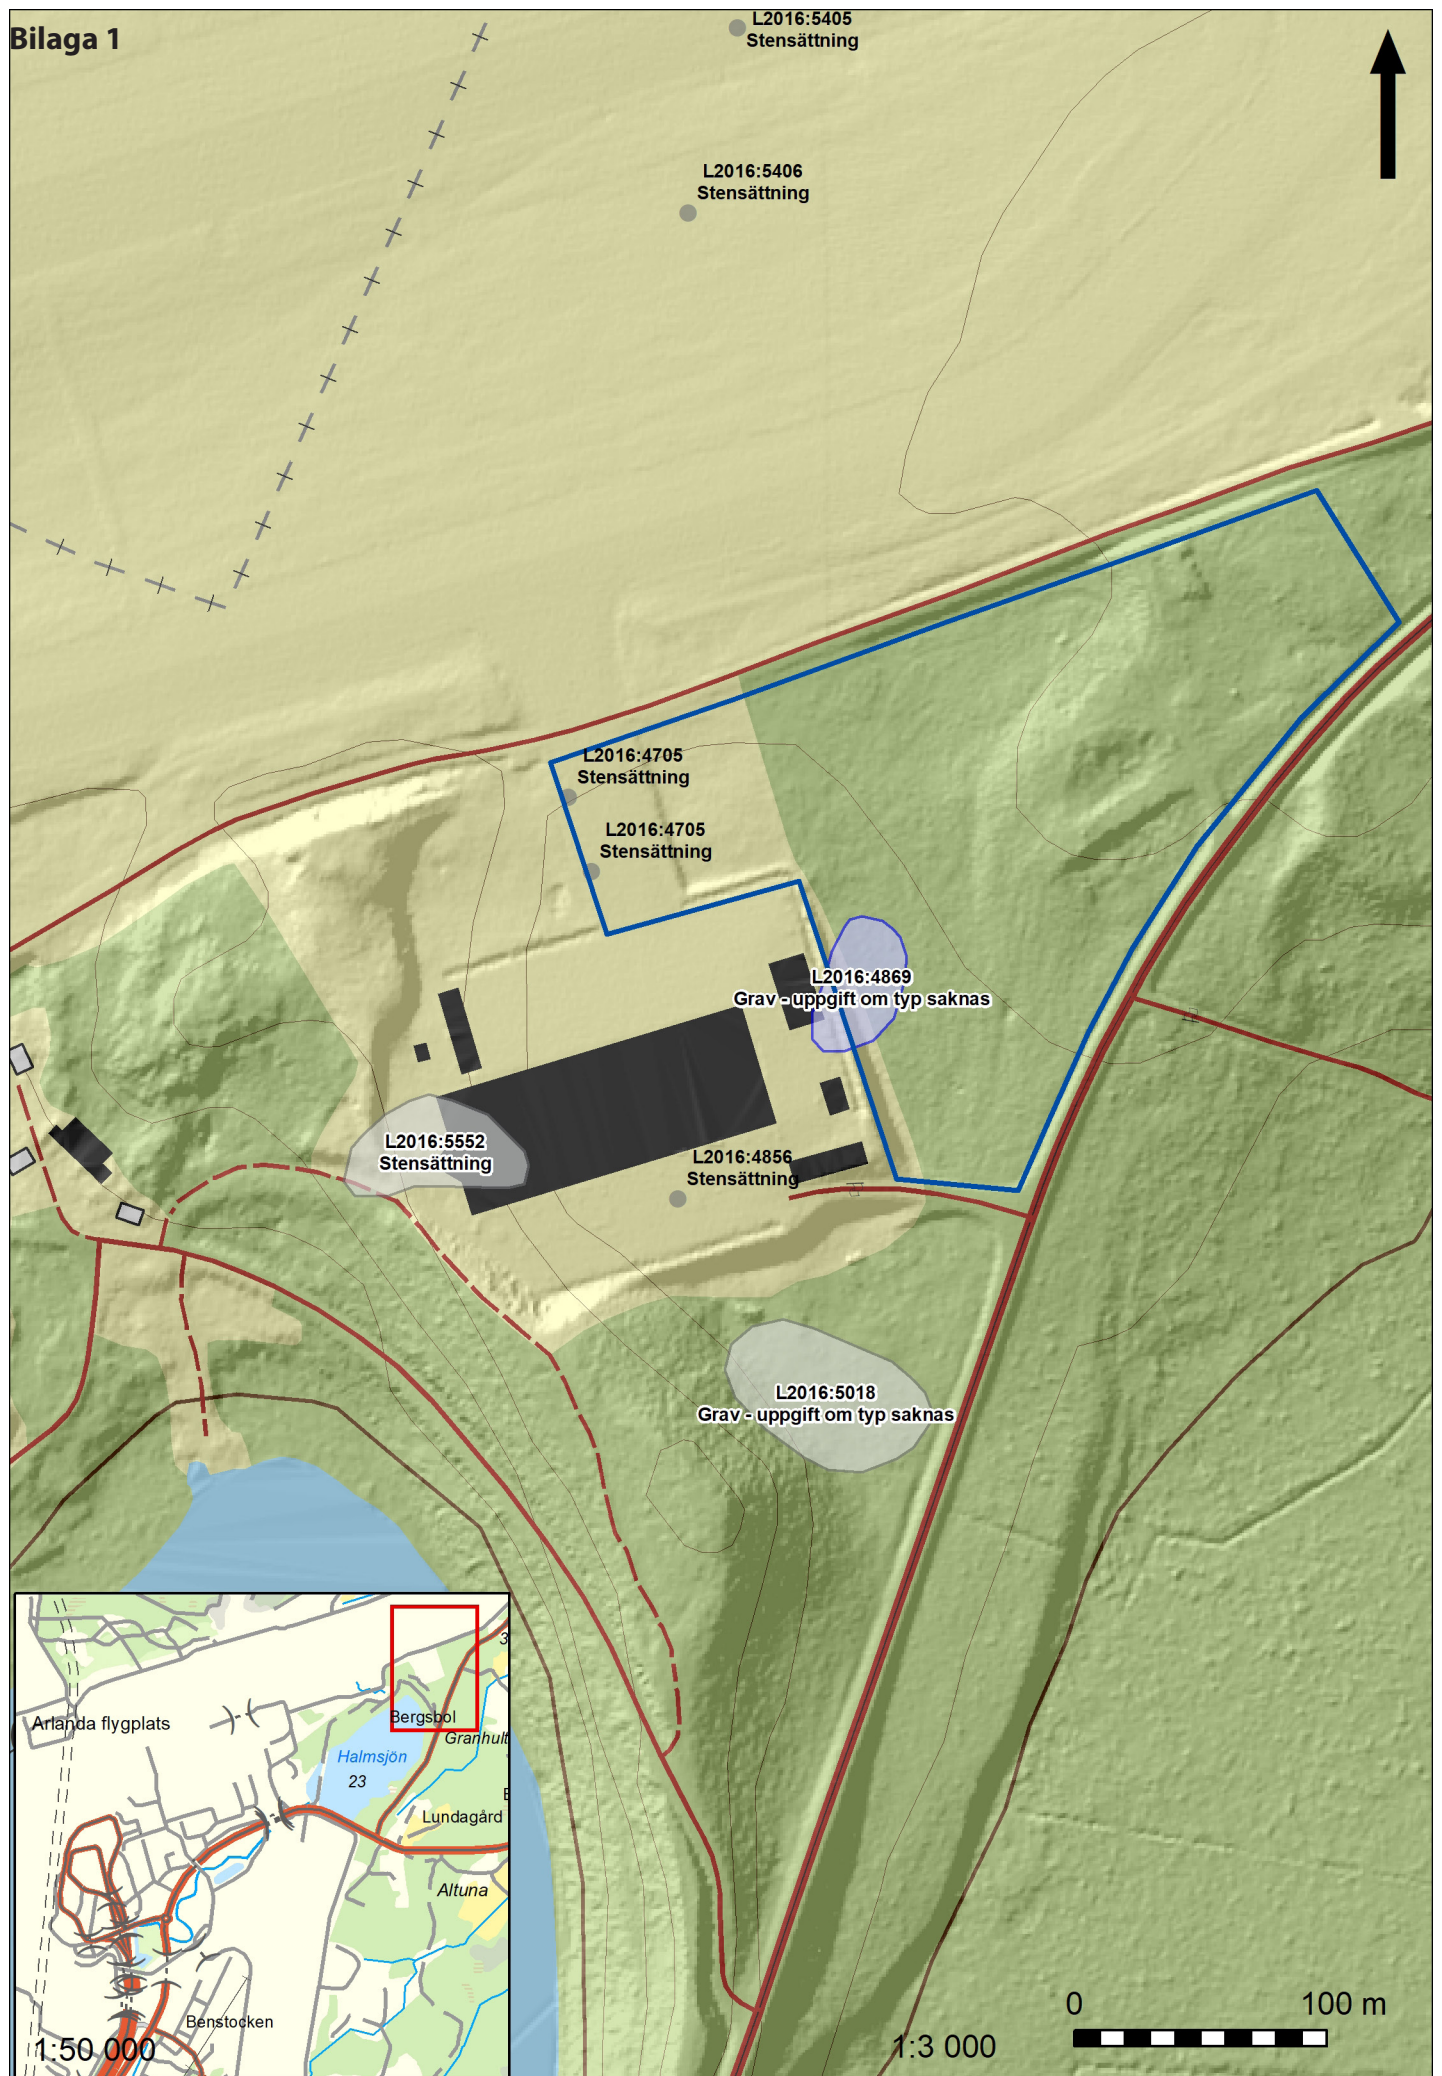 Bilaga 1
L2016:5405
Stensättning
L2016:5406
Stensättning
L2016:4705
Stensättning
L2016:4705
Stensättning
L2016:4869
Grav - uppgift om typ saknas
L2016:5552
Stensättning
L2016:4856
Stensättning
L2016:5018
Grav - uppgift om typ saknas
3
Arlanda flygplats
Bergsbol
Granhult
Halmsjön
23
E
Lundagård
Altuna
Benstocken
1:50 000
0
100 m
1:3 000